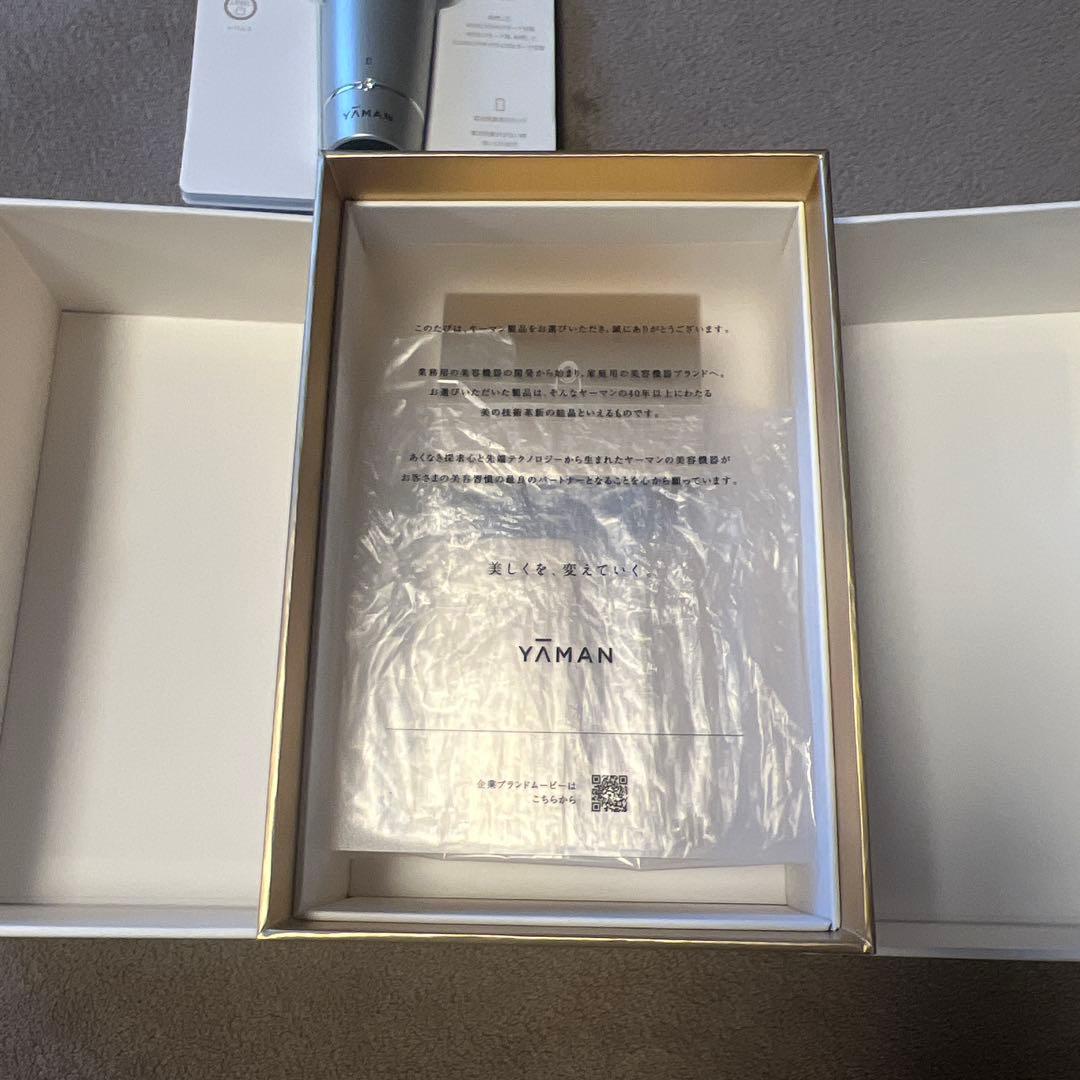 YAMAN
このたびは、ヤーマン製品をお選びいただき、誠にありがとうございます。
業務用の美容機器の開発から始まり、家庭用の美容機器ブランドへ。
お選びいただいた製品は、そんなヤーマンの40年以上にわたる
美の技術革新の結晶といえるものです。
あくなき探求心と先端テクノロジーから生まれたヤーマンの美容機器が
お客さまの美容習慣の最良のパートナーとなることを心から願っています。
美しくを、変えていく。
YĀMAN
企業ブランドムービーは
こちらから